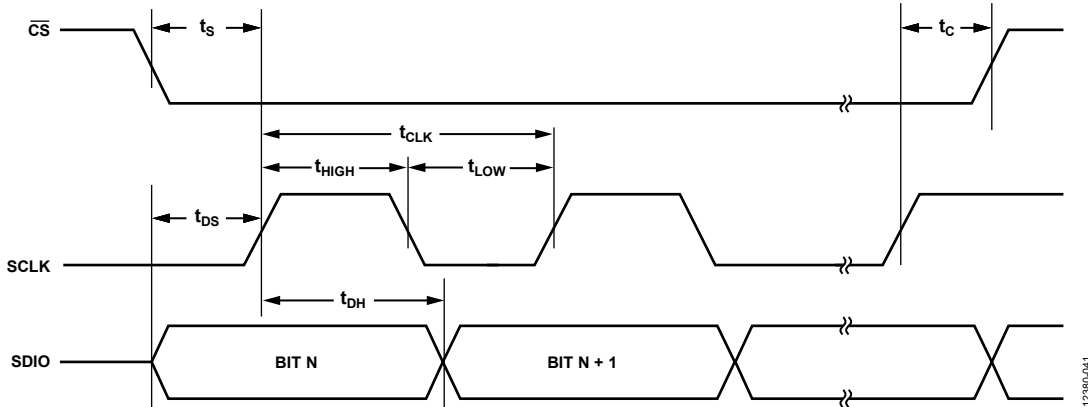 CS
tS
tC
tCLK
tHIGH
tLOW
tDS
SCLK
tDH
SDIO
BIT N
BIT N + 1
12380-041